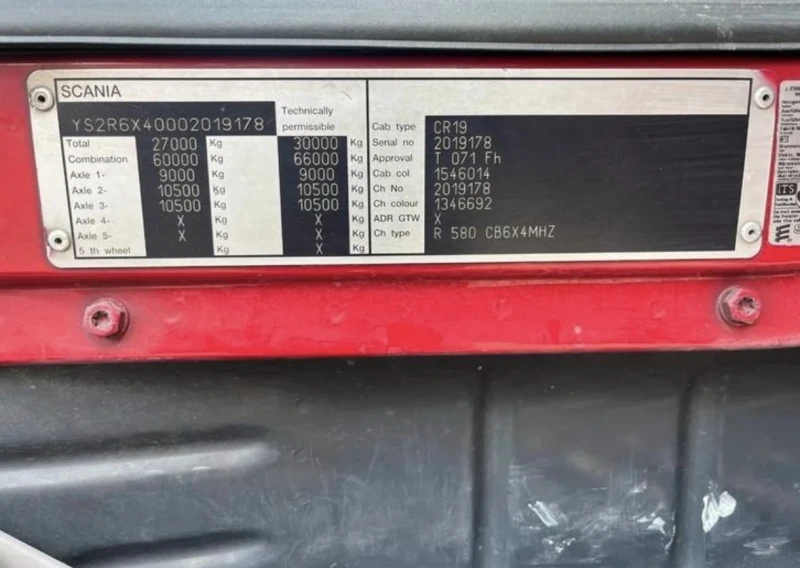 SCANIA
YS2R6X40002019178 Technically permissible
Total 27000 Kg 30000 Kg
Combination 60000 Kg 66000 Kg
Axle 1- 9000 Kg 9000 Kg
Axle 2- 10500 Kg 10500 Kg
Axle 3- 10500 Kg 10500 Kg
Axle 4- X Kg X Kg
Axle 5- X Kg X Kg
5 th wheel Kg X Kg
Cab type CR19
Serial no 2019178
Approval T 071 Fh
Cab col 1546014
Ch No 2019178
Ch colour 1346692
ADR GTW X
Ch type R 580 CB6X4MHZ
ITS